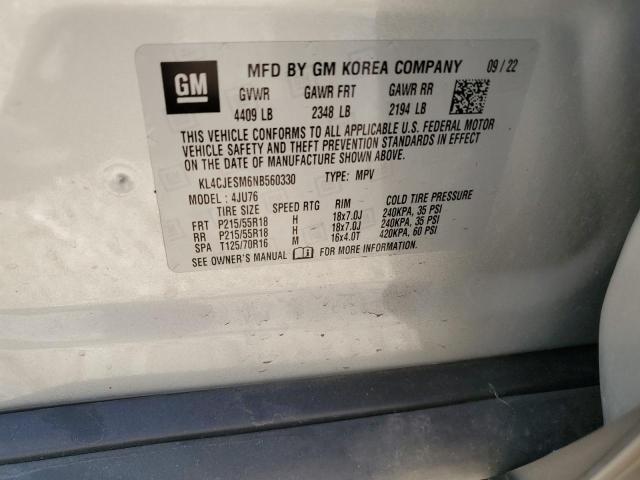 GM
MFD BY GM KOREA COMPANY 09 / 22
GVWR GAWR FRT GAWR RR
4409 LB 2348 LB 2194 LB
THIS VEHICLE CONFORMS TO ALL APPLICABLE U.S. FEDERAL MOTOR
VEHICLE SAFETY AND THEFT PREVENTION STANDARDS IN EFFECT
ON THE DATE OF MANUFACTURE SHOWN ABOVE.
KL4CJESM6NB560330 TYPE: MPV
MODEL: 4JU76
TIRE SIZE SPEED RTG RIM COLD TIRE PRESSURE
FRT P215/55R18 H 18x7.0J 240KPA, 35 PSI
RR P215/55R18 H 18x7.0J 240KPA, 35 PSI
SPA T125/70R16 M 16x4.0T 420KPA, 60 PSI
SEE OWNER'S MANUAL FOR MORE INFORMATION.